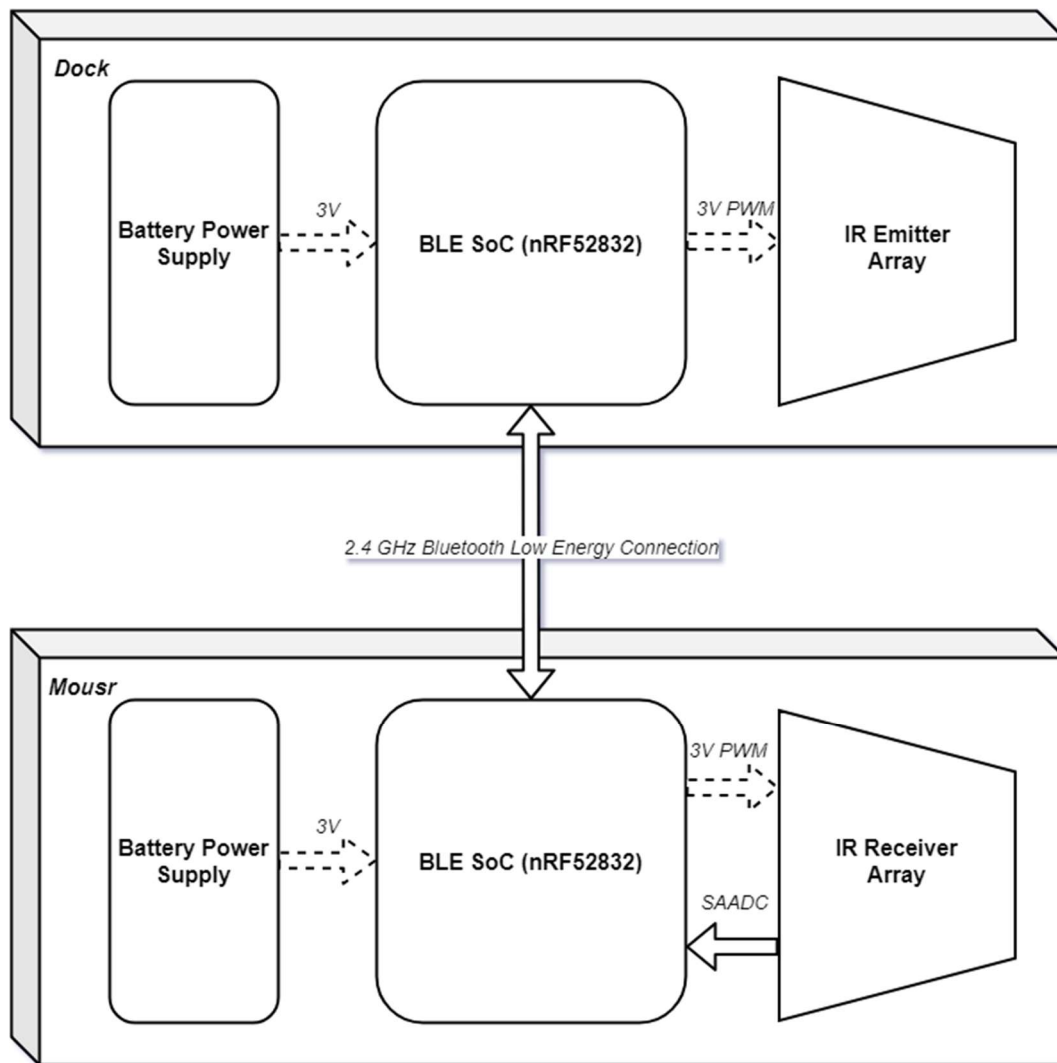 Dock
Battery Power
Supply
3V
BLE SoC (nRF52832)
3V PWM
IR Emitter
Array
2.4 GHz Bluetooth Low Energy Connection
Mousr
Battery Power
Supply
3V
BLE SoC (nRF52832)
3V PWM
SAADC
IR Receiver
Array